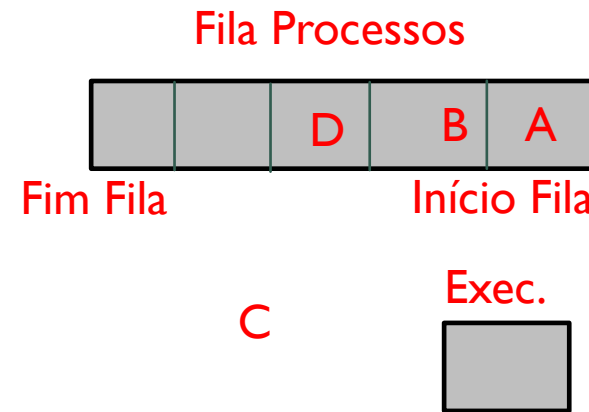 Fila Processos
D B A
Fim Fila Início Fila
Exec.
C